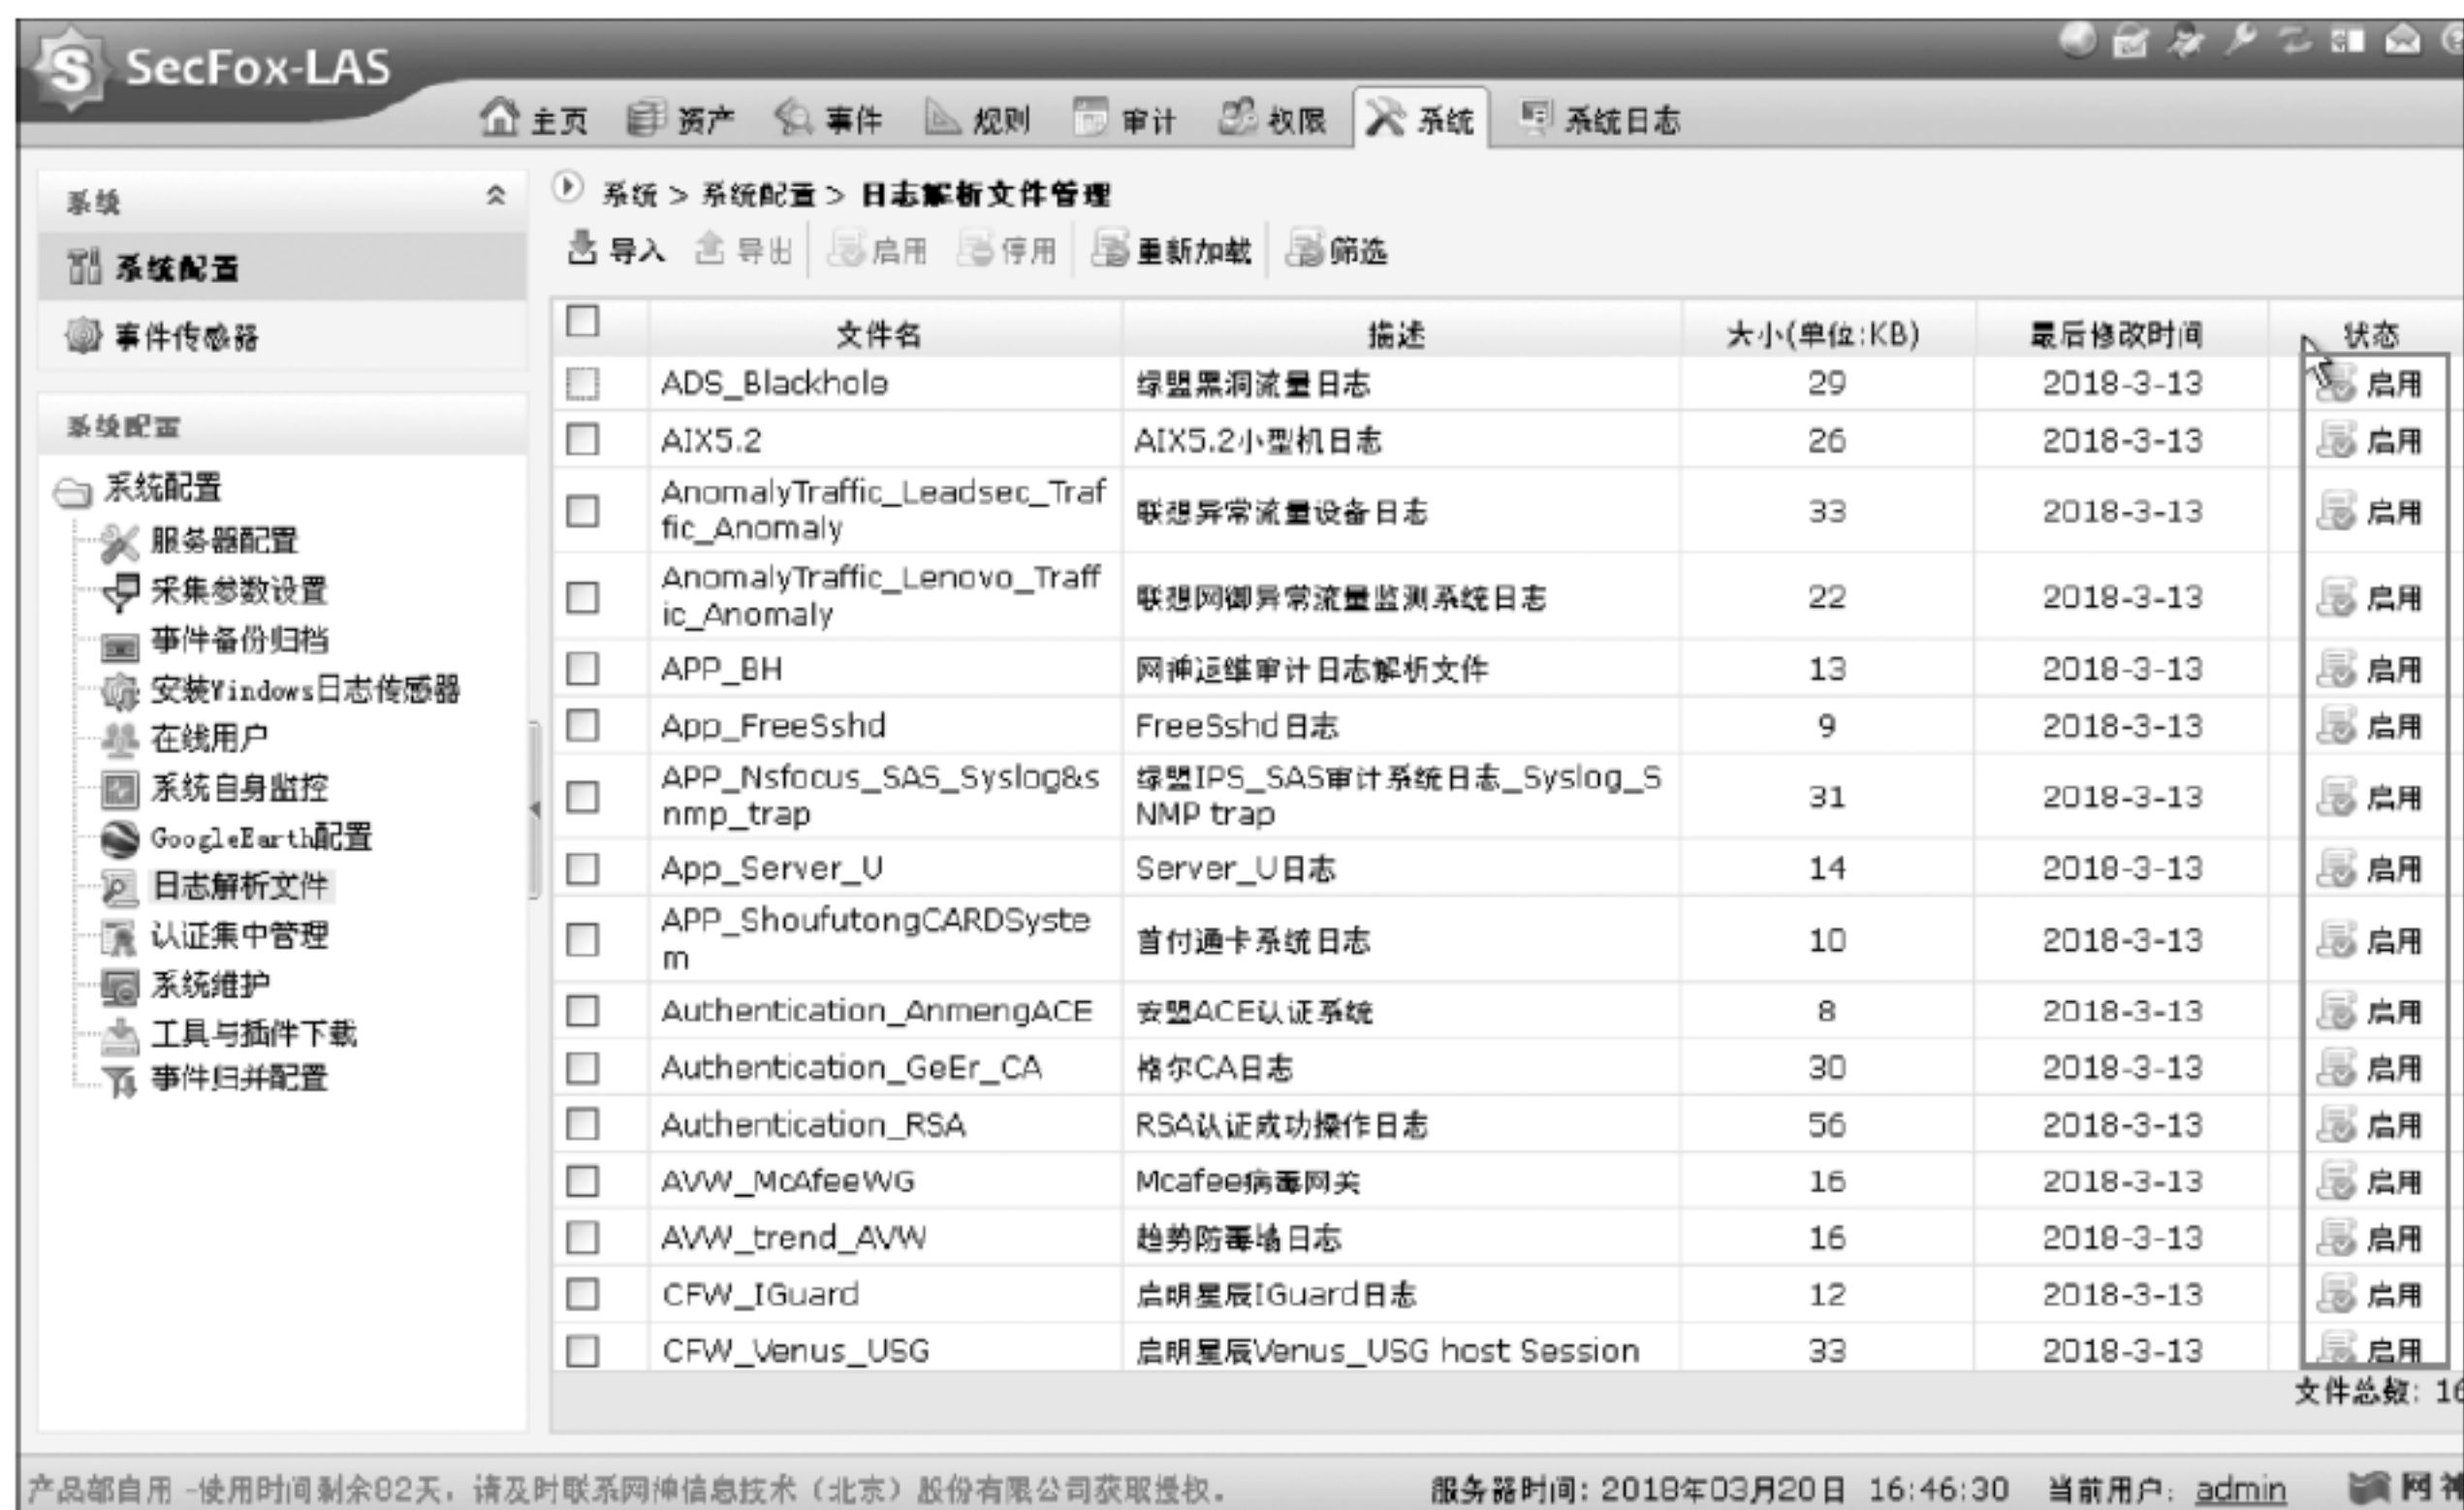 SecFox-LAS
主页 资产 事件 规则 审计 权限 系统 系统日志
系统
系统配置
事件传感器
系统配置
系统配置
服务器配置
采集参数设置
事件备份归档
安装Windows日志传感器
在线用户
系统自身监控
GoogleEarth配置
日志解析文件
认证集中管理
系统维护
工具与插件下载
事件归并配置
系统 > 系统配置 > 日志解析文件管理
导入 导出 启用 停用 重新加载 筛选
文件名 描述 大小(单位:KB) 最后修改时间 状态
ADS_Blackhole 绿盟黑洞流量日志 29 2018-3-13 启用
AIX5.2 AIX5.2小型机日志 26 2018-3-13 启用
AnomalyTraffic_Leadsec_Traf
fic_Anomaly 联想异常流量设备日志 33 2018-3-13 启用
AnomalyTraffic_Lenovo_Traff
ic_Anomaly 联想网御异常流量监测系统日志 22 2018-3-13 启用
APP_BH 网神运维审计日志解析文件 13 2018-3-13 启用
App_FreeSshd FreeSshd日志 9 2018-3-13 启用
APP_Nsfocus_SAS_Syslog&s 绿盟IPS_SAS审计系统日志_Syslog_S
nmp_trap NMP trap 31 2018-3-13 启用
App_Server_U Server_U日志 14 2018-3-13 启用
APP_ShoufutongCARDSyste
m 首付通卡系统日志 10 2018-3-13 启用
Authentication_AnmengACE 安盟ACE认证系统 8 2018-3-13 启用
Authentication_GeEr_CA 格尔CA日志 30 2018-3-13 启用
Authentication_RSA RSA认证成功操作日志 56 2018-3-13 启用
AVW_McAfeeWG Mcafee病毒网关 16 2018-3-13 启用
AVW_trend_AVW 趋势防毒墙日志 16 2018-3-13 启用
CFW_IGuard 启明星辰IGuard日志 12 2018-3-13 启用
CFW_Venus_USG 启明星辰Venus_USG host Session 33 2018-3-13 启用
文件总数: 16
产品部自用 -使用时间剩余82天，请及时联系网神信息技术（北京）股份有限公司获取授权. 服务器时间: 2018年03月20日 16:46:30 当前用户: admin 网神